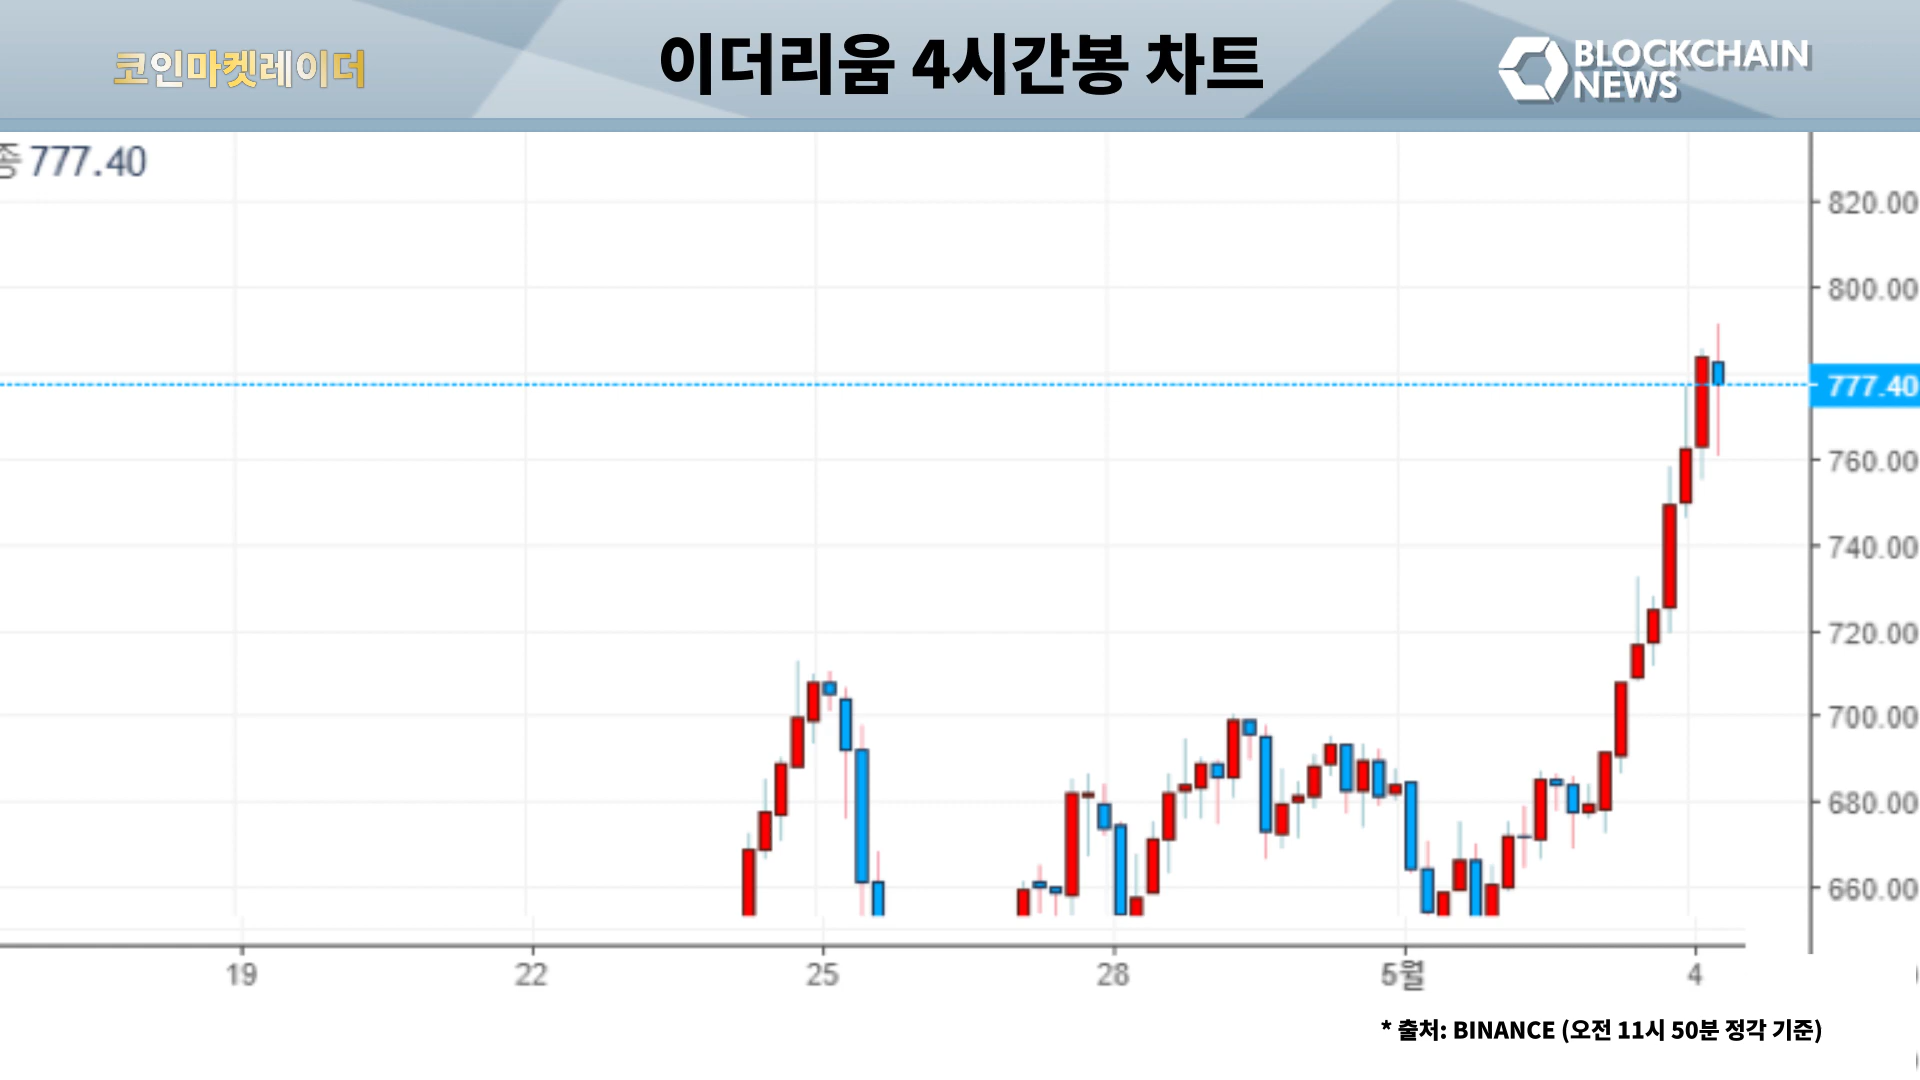 코인마켓레이더
이더리움 4시간봉 차트
BLOCKCHAIN
NEWS
종 777.40
820.00
800.00
777.40
760.00
740.00
720.00
700.00
680.00
660.00
19 22 25 28 5월 4
* 출처: BINANCE (오전 11시 50분 정각 기준)